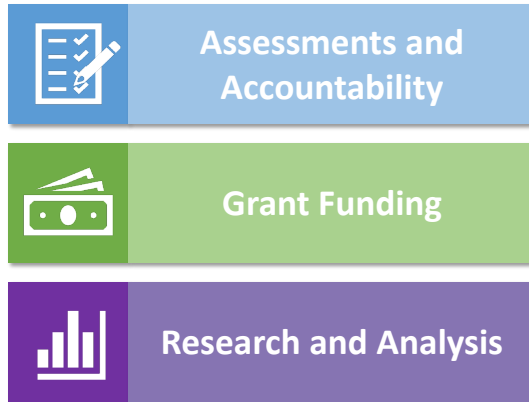 Assessments and
Accountability
Grant Funding
Research and Analysis